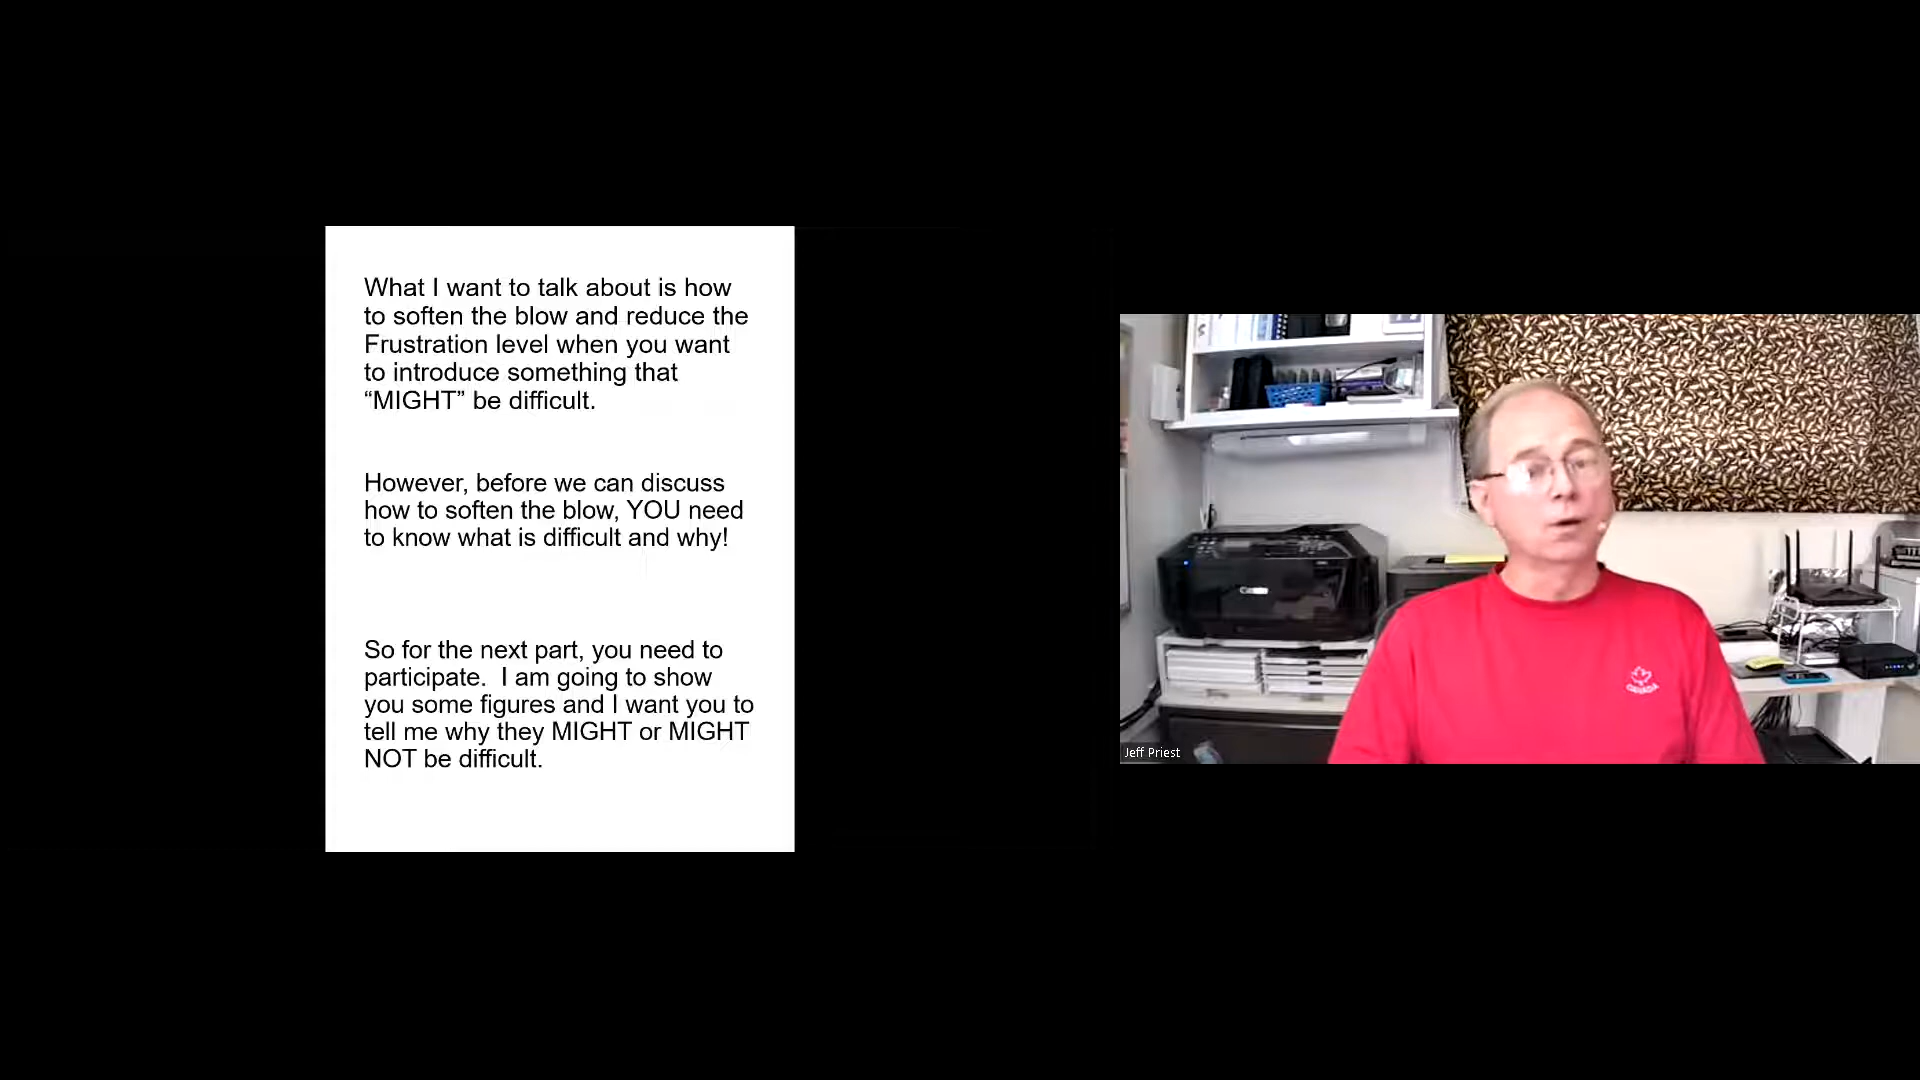 What I want to talk about is how
to soften the blow and reduce the
Frustration level when you want
to introduce something that
“MIGHT” be difficult.
However, before we can discuss
how to soften the blow, YOU need
to know what is difficult and why!
So for the next part, you need to
participate.  I am going to show
you some figures and I want you to
tell me why they MIGHT or MIGHT
NOT be difficult.
CANADA
Jeff Priest